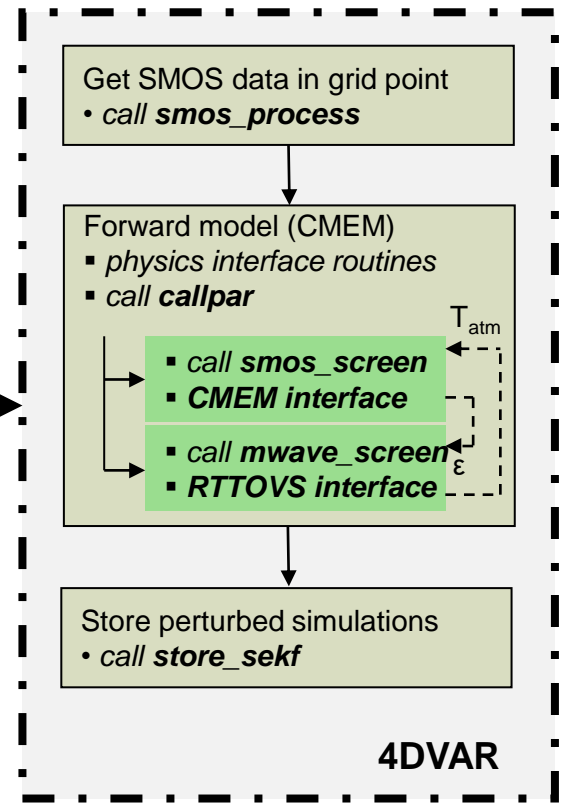 Get SMOS data in grid point
• call smos_process
Forward model (CMEM)
▪ physics interface routines
▪ call callpar
T_atm
▪ call smos_screen
▪ CMEM interface
▪ call mwave_screen
ε
▪ RTTOVS interface
Store perturbed simulations
• call store_sekf
4DVAR